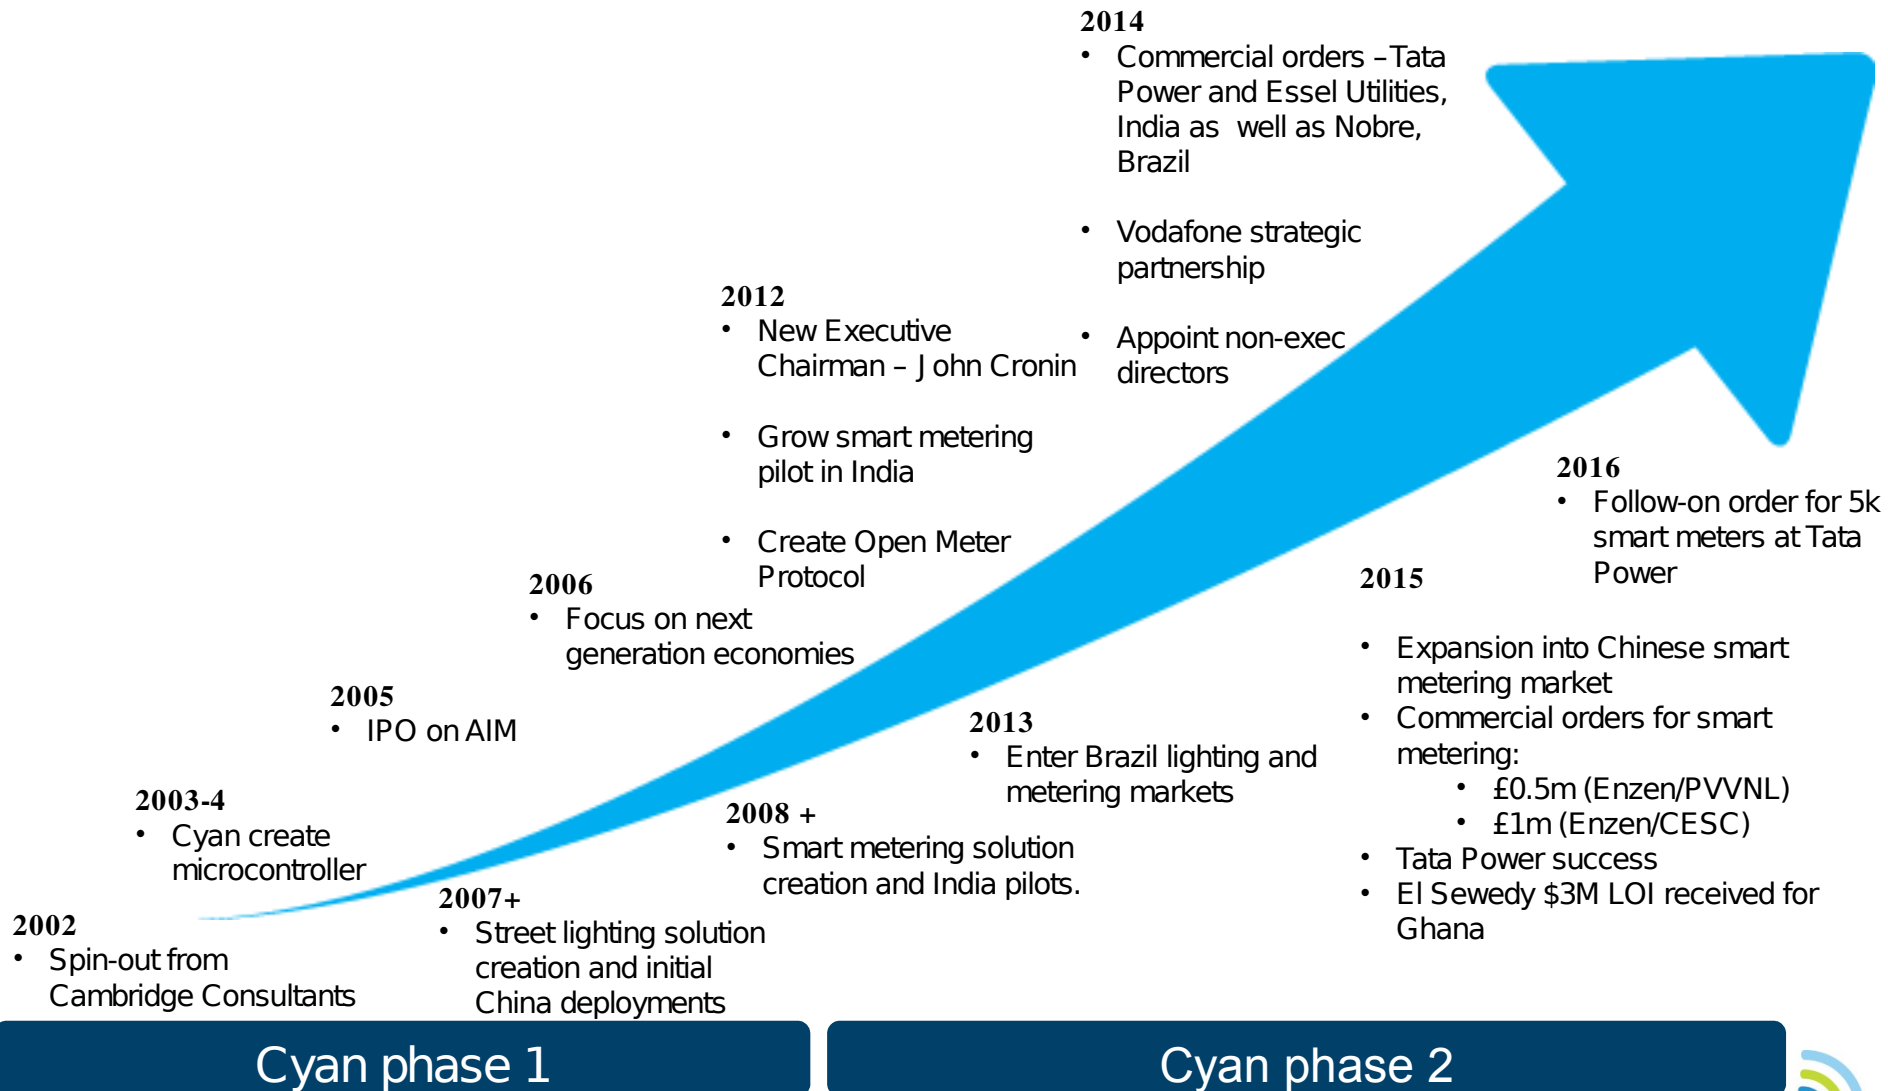 2014
• Commercial orders – Tata
Power and Essel Utilities,
India as well as Nobre,
Brazil
• Vodafone strategic
partnership
• Appoint non-exec
directors
2012
• New Executive
Chairman – John Cronin
• Grow smart metering
pilot in India
• Create Open Meter
Protocol
2006
• Focus on next
generation economies
2005
• IPO on AIM
2003-4
• Cyan create
microcontroller
2002
• Spin-out from
Cambridge Consultants
2007+
• Street lighting solution
creation and initial
China deployments
2008 +
• Smart metering solution
creation and India pilots.
2013
• Enter Brazil lighting and
metering markets
2015
• Expansion into Chinese smart
metering market
• Commercial orders for smart
metering:
• £0.5m (Enzen/PVVNL)
• £1m (Enzen/CESC)
• Tata Power success
• El Sewedy $3M LOI received for
Ghana
2016
• Follow-on order for 5k
smart meters at Tata
Power
Cyan phase 1
Cyan phase 2